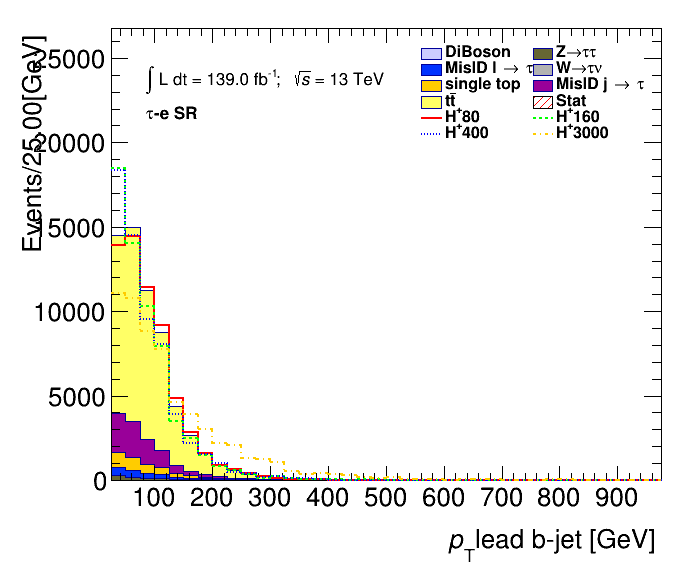 Events/25.00[GeV]
25000
20000
15000
10000
5000
0
∫ L dt = 139.0 fb⁻¹; √s = 13 TeV
τ-e SR
DiBoson
Z→ττ
MisID l → τ
W→τν
single top
MisID j → τ
tt̄
Stat
H⁺80
H⁺160
H⁺400
H⁺3000
100 200 300 400 500 600 700 800 900
p_T lead b-jet [GeV]